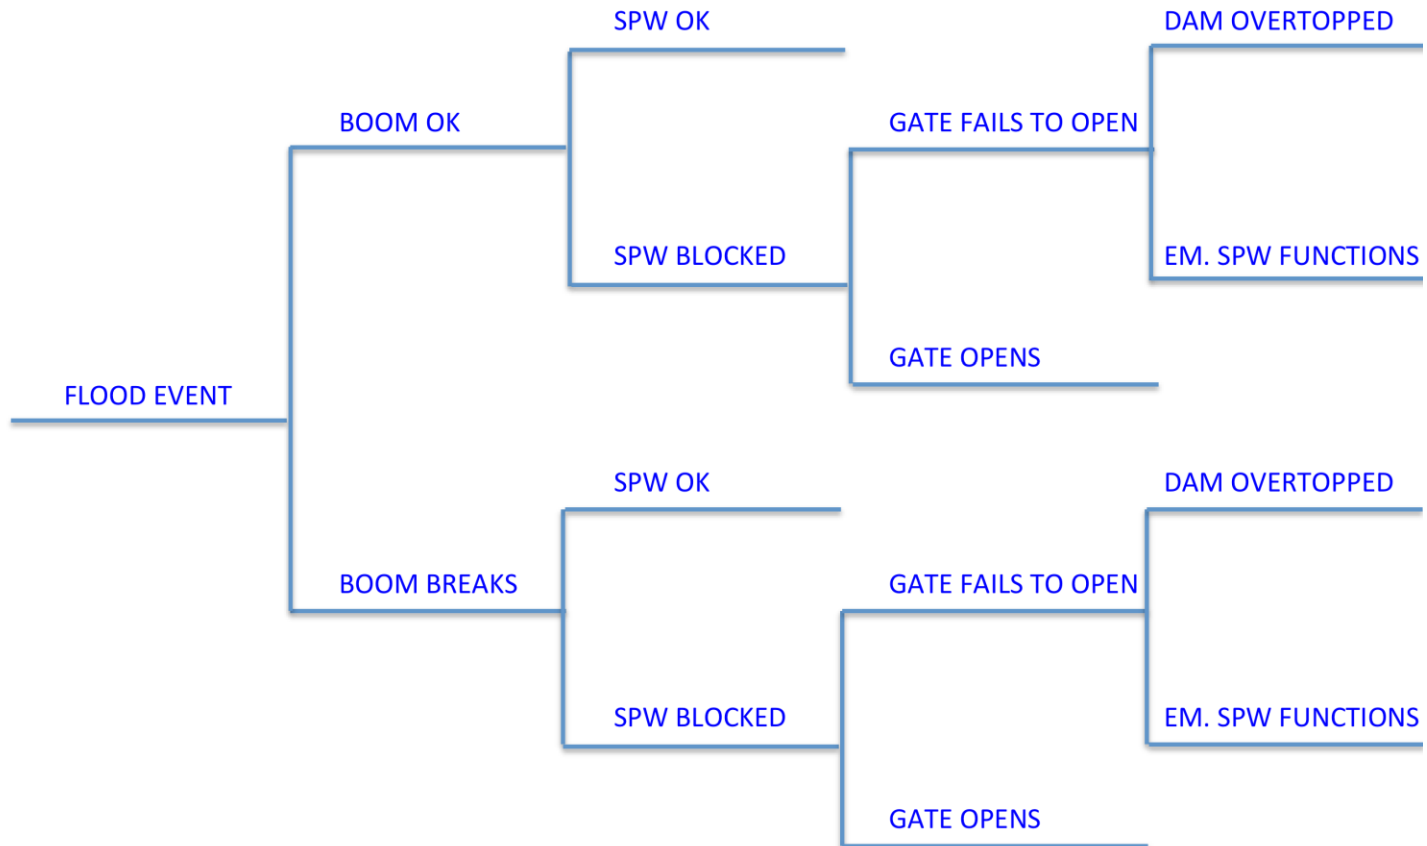 SPW OK
DAM OVERTOPPED
BOOM OK
GATE FAILS TO OPEN
SPW BLOCKED
EM. SPW FUNCTIONS
GATE OPENS
FLOOD EVENT
SPW OK
DAM OVERTOPPED
BOOM BREAKS
GATE FAILS TO OPEN
SPW BLOCKED
EM. SPW FUNCTIONS
GATE OPENS